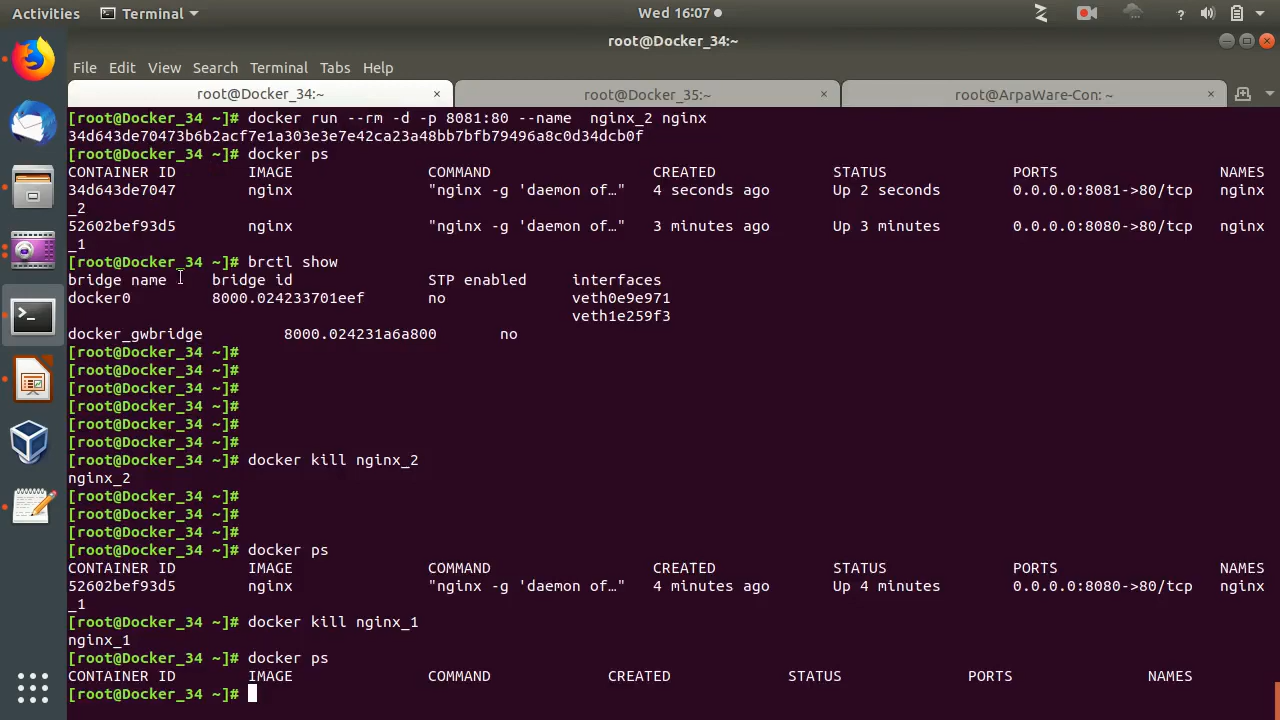 Activities Terminal Wed 16:07 ?
root@Docker_34:~
File Edit View Search Terminal Tabs Help
root@Docker_34:~ × root@Docker_35:~ × root@ArpaWare-Con: ~ ×
[root@Docker_34 ~]# docker run --rm -d -p 8081:80 --name  nginx_2 nginx
34d643de70473b6b2acf7e1a303e3e7e42ca23a48bb7bfb79496a8c0d34dcb0f
[root@Docker_34 ~]# docker ps
CONTAINER ID        IMAGE               COMMAND                  CREATED             STATUS              PORTS                  NAMES
34d643de7047        nginx               "nginx -g 'daemon of…"   4 seconds ago       Up 2 seconds        0.0.0.0:8081->80/tcp   nginx
_2
52602bef93d5        nginx               "nginx -g 'daemon of…"   3 minutes ago       Up 3 minutes        0.0.0.0:8080->80/tcp   nginx
_1
[root@Docker_34 ~]# brctl show
bridge name     bridge id               STP enabled     interfaces
docker0         8000.024233701eef       no              veth0e9e971
veth1e259f3
docker_gwbridge         8000.024231a6a800       no
[root@Docker_34 ~]#
[root@Docker_34 ~]#
[root@Docker_34 ~]#
[root@Docker_34 ~]#
[root@Docker_34 ~]#
[root@Docker_34 ~]#
[root@Docker_34 ~]# docker kill nginx_2
nginx_2
[root@Docker_34 ~]#
[root@Docker_34 ~]#
[root@Docker_34 ~]#
[root@Docker_34 ~]# docker ps
CONTAINER ID        IMAGE               COMMAND                  CREATED             STATUS              PORTS                  NAMES
52602bef93d5        nginx               "nginx -g 'daemon of…"   4 minutes ago       Up 4 minutes        0.0.0.0:8080->80/tcp   nginx
_1
[root@Docker_34 ~]# docker kill nginx_1
nginx_1
[root@Docker_34 ~]# docker ps
CONTAINER ID        IMAGE               COMMAND             CREATED             STATUS              PORTS               NAMES
[root@Docker_34 ~]#